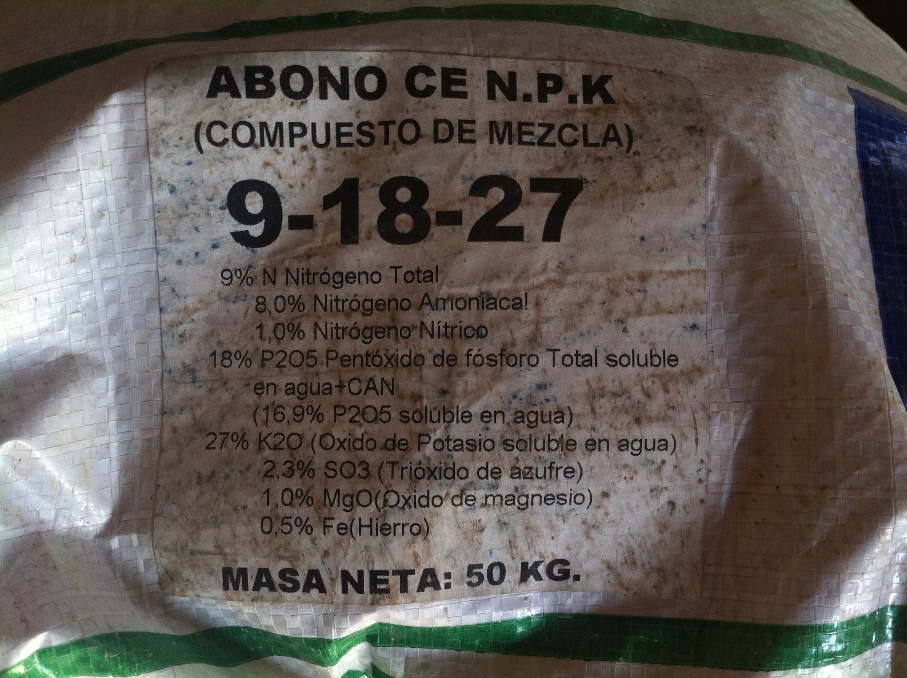 ABONO CE N.P.K
(COMPUESTO DE MEZCLA)
9-18-27
9% N Nitrógeno Total
8,0% Nitrógeno Amoniacal
1,0% Nitrógeno Nítrico
18% P2O5 Pentóxido de fósforo Total soluble
en agua+CAN
(16,9% P2O5 soluble en agua)
27% K2O (Oxido de Potasio soluble en agua)
2,3% SO3 (Trióxido de azufre)
1,0% MgO(Oxido de magnesio)
0,5% Fe(Hierro)
MASA NETA: 50 KG.